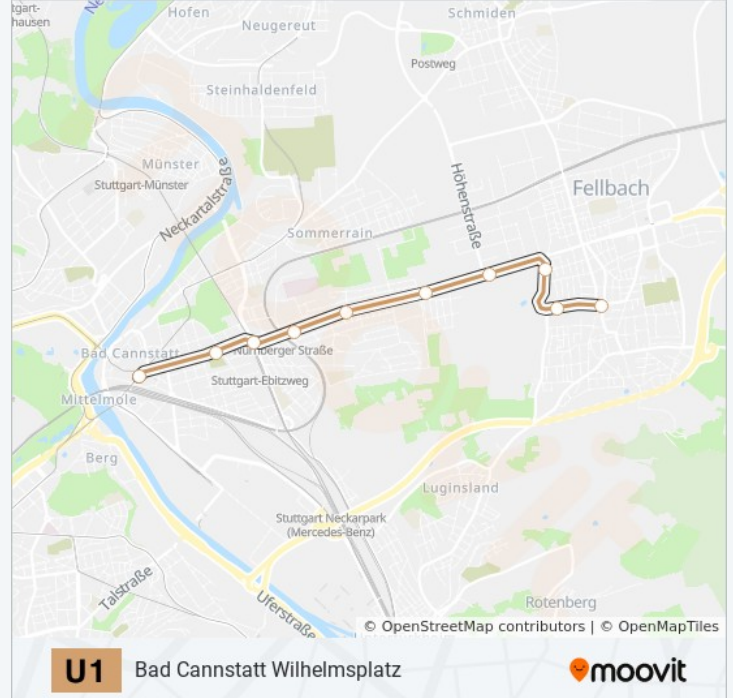 tgart-
hausen
Ne
Hofen
Schmiden
Neugereut
Postweg
Steinhaldenfeld
Münster
Stuttgart-Münster
Neckartalstraße
Höhenstraße
Fellbach
Sommerrain
Bad Cannstatt
Nürnberger Straße
Stuttgart-Ebitzweg
Mittelmole
Berg
Luginsland
Stuttgart Neckarpark
(Mercedes-Benz)
Talstraße
Uferstraße
Rotenberg
© OpenStreetMap contributors | © OpenMapTiles
U1 Bad Cannstatt Wilhelmsplatz
moovit